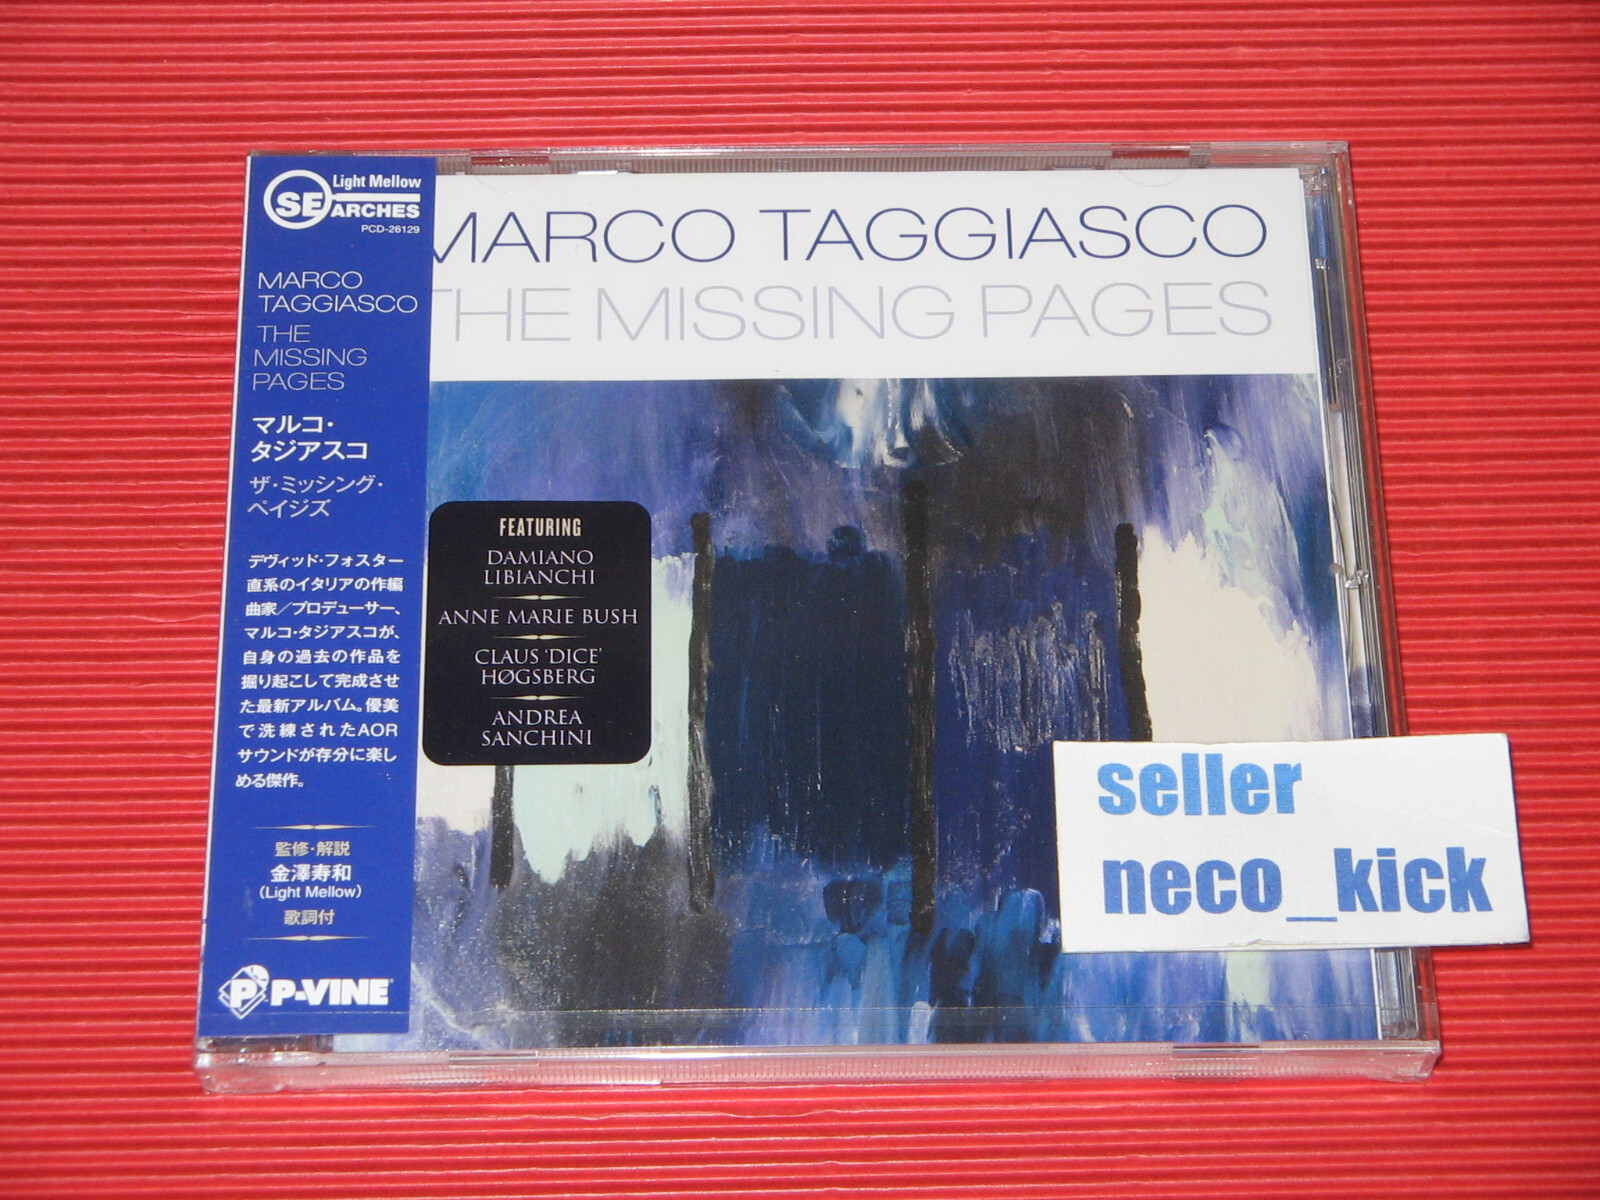 Light Mellow
SEARCHES
PCD-26129
MARCO
TAGGIASCO
THE
MISSING
PAGES
マルコ・
タジアスコ
ザ・ミッシング・
ペイジズ
デヴィッド・フォスター
直系のイタリアの作編
曲家／プロデューサー、
マルコ・タジアスコが、
自身の過去の作品を
掘り起こして完成させ
た最新アルバム。優美
で洗練されたAOR
サウンドが存分に楽し
める傑作。
監修・解説
金澤寿和
(Light Mellow)
歌詞付
P P-VINE
MARCO TAGGIASCO
THE MISSING PAGES
FEATURING
DAMIANO
LIBIANCHI
ANNE MARIE BUSH
CLAUS 'DICE'
HØGSBERG
ANDREA
SANCHINI
seller
neco_kick